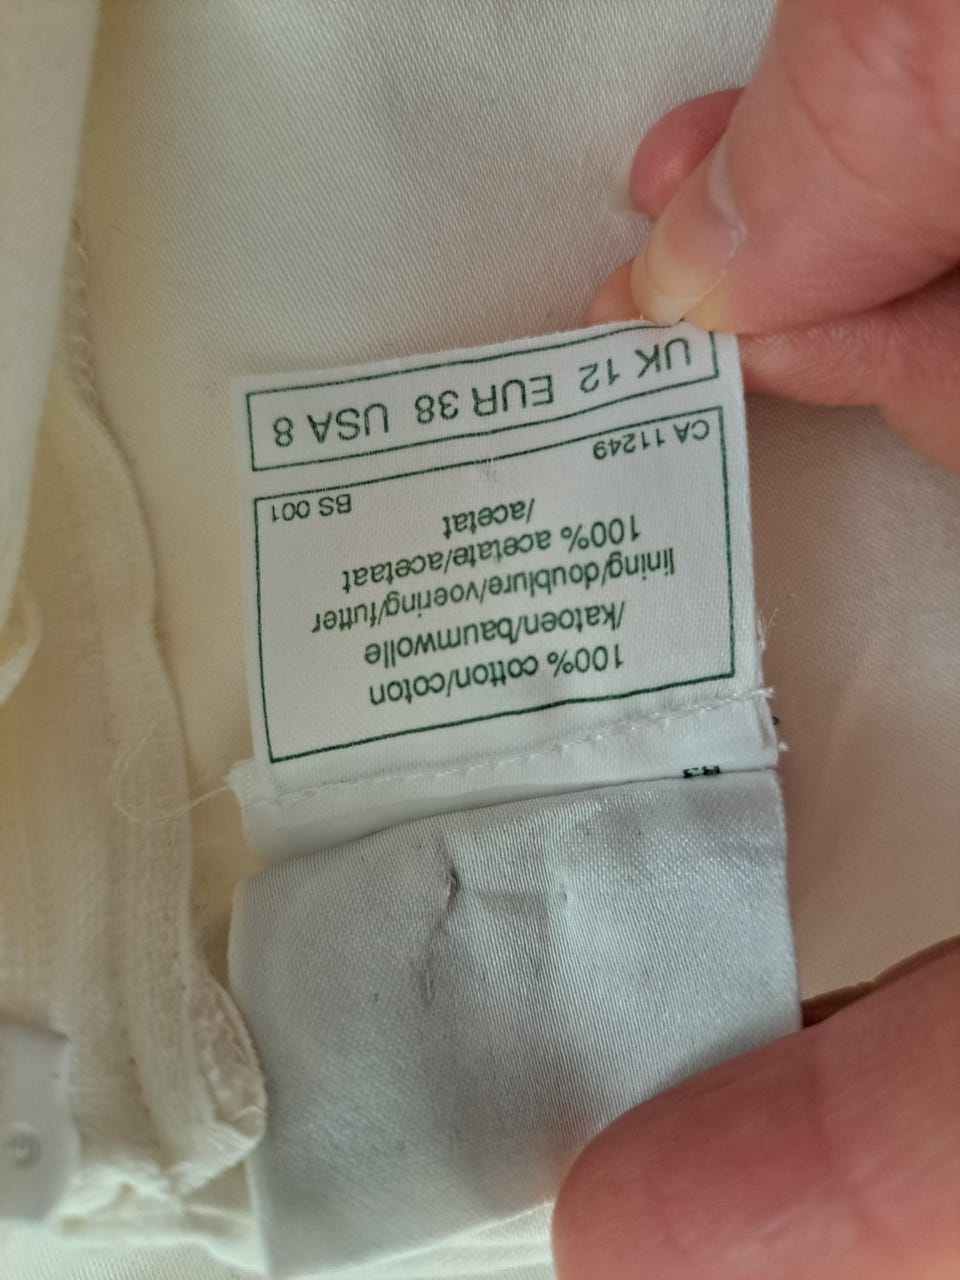 100% cotton/coton
/katoen/baumwolle
lining/doublure/voering/futter
100% acetate/acetaat
/acetat
BS 001
CA 11249
UK 12 EUR 38 USA 8